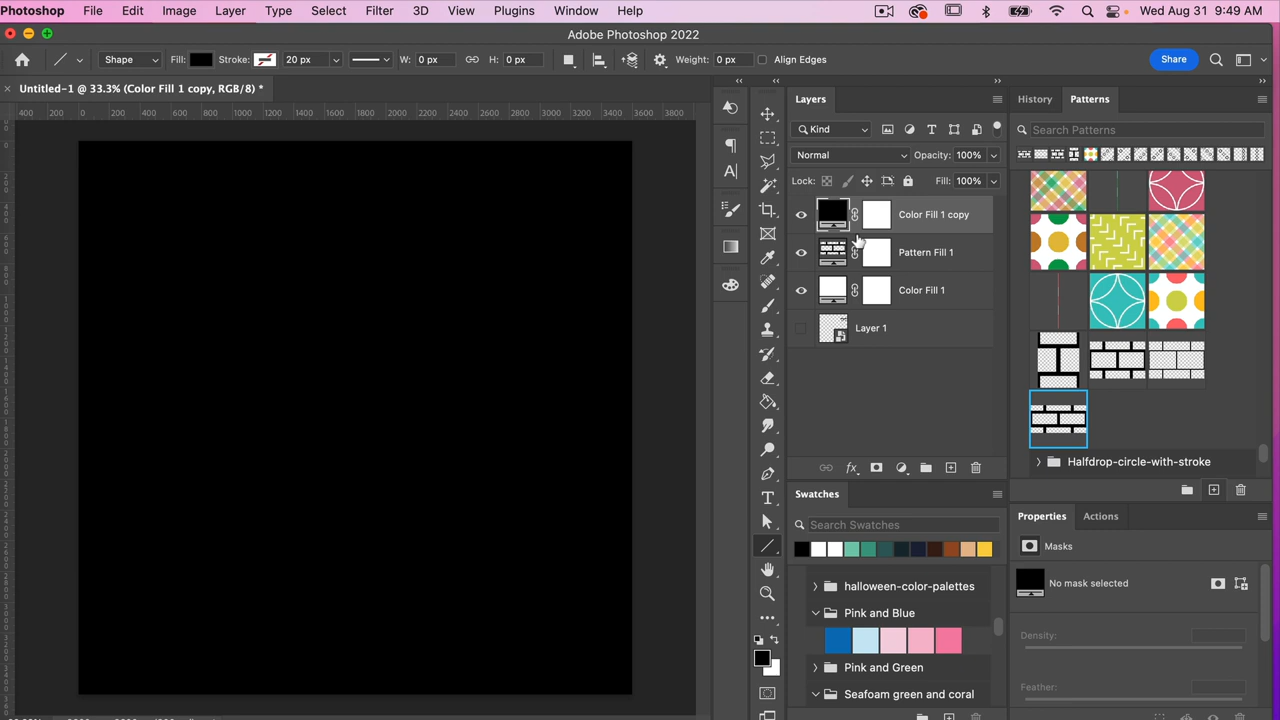 Photoshop File Edit Image Layer Type Select Filter 3D View Plugins Window Help Wed Aug 31 9:49 AM
Adobe Photoshop 2022
Shape Fill: Stroke: 20 px W: 0 px H: 0 px Weight: 0 px Align Edges Share
Untitled-1 @ 33.3% (Color Fill 1 copy, RGB/8) *
400 0 200 400 600 800 1000 1200 1400 1600 1800 2000 2200 2400 2600 2800 3000 3200 3400 3600 3800
Layers
Kind
Normal Opacity: 100%
Lock: Fill: 100%
Color Fill 1 copy
Pattern Fill 1
Color Fill 1
Layer 1
fx
Swatches
Search Swatches
halloween-color-palettes
Pink and Blue
Pink and Green
Seafoam green and coral
History Patterns
Search Patterns
Halfdrop-circle-with-stroke
Properties Actions
Masks
No mask selected
Density:
Feather: